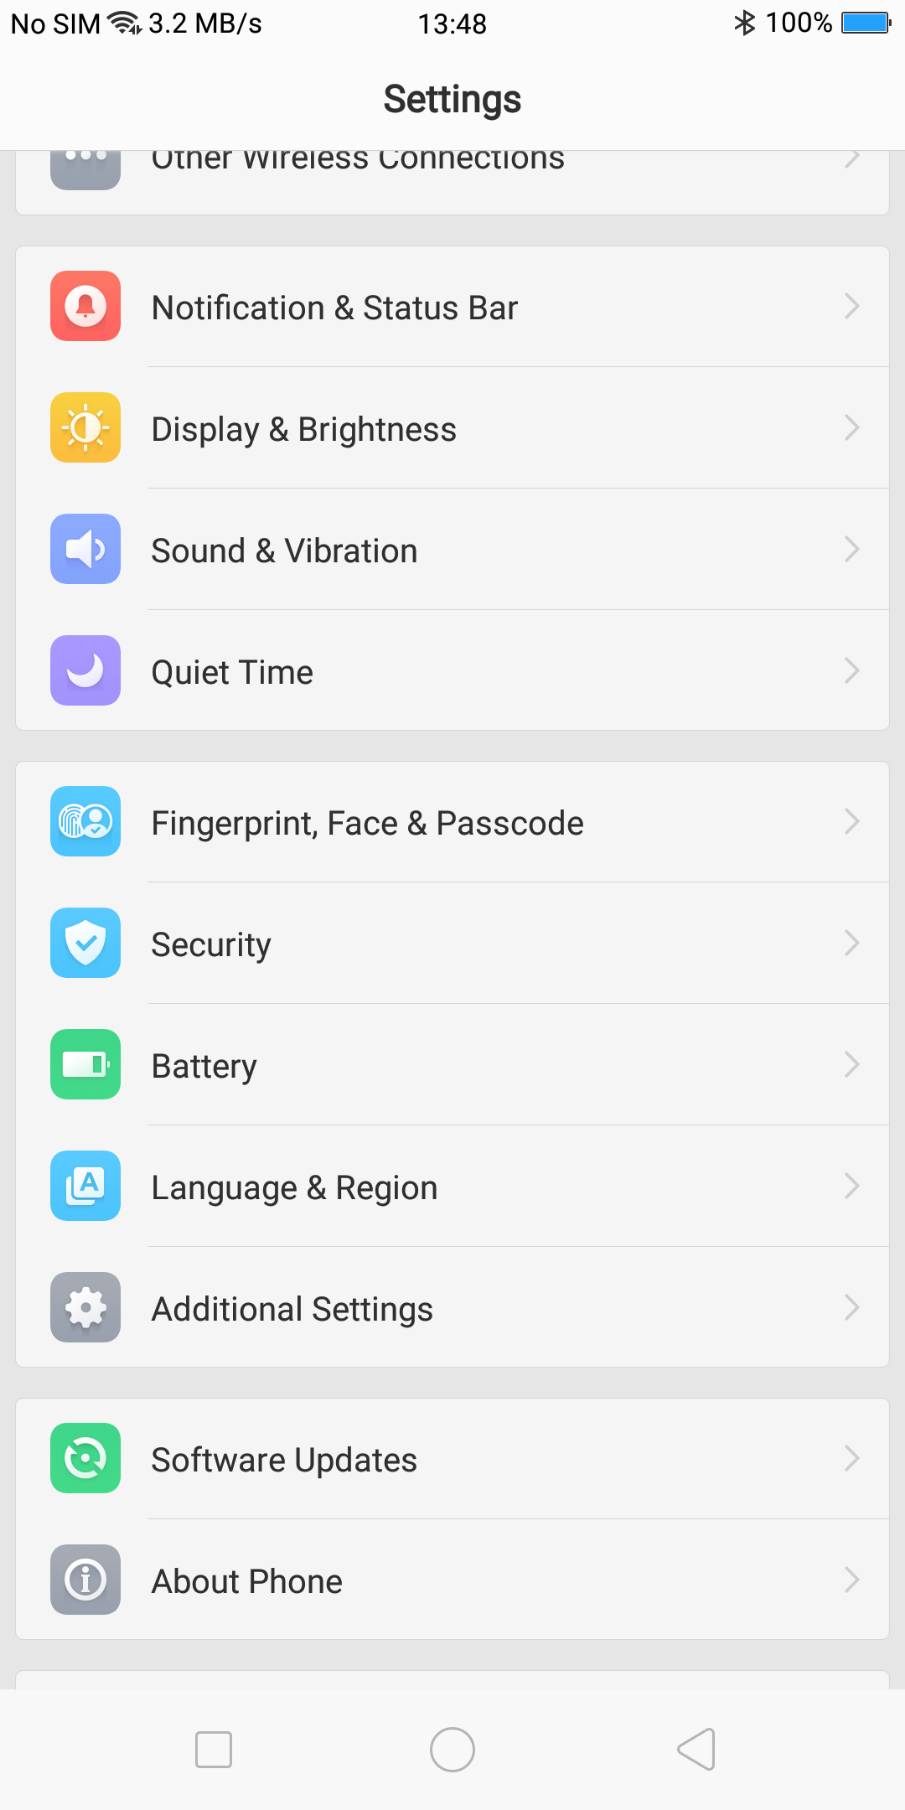 No SIM 3.2 MB/s 13:48 100%
Settings
Other Wireless Connections
Notification & Status Bar
Display & Brightness
Sound & Vibration
Quiet Time
Fingerprint, Face & Passcode
Security
Battery
A
Language & Region
Additional Settings
Software Updates
About Phone